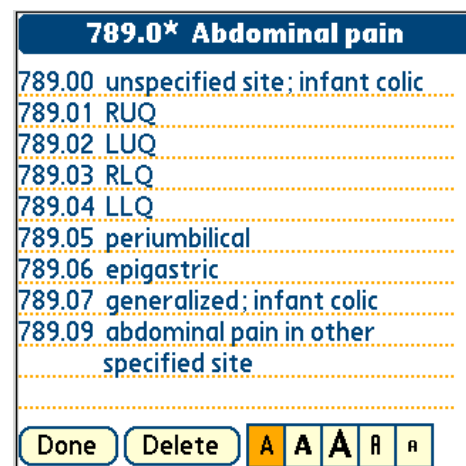 789.0* Abdominal pain
789.00 unspecified site; infant colic
789.01 RUQ
789.02 LUQ
789.03 RLQ
789.04 LLQ
789.05 periumbilical
789.06 epigastric
789.07 generalized; infant colic
789.09 abdominal pain in other
specified site
Done Delete A A A A A